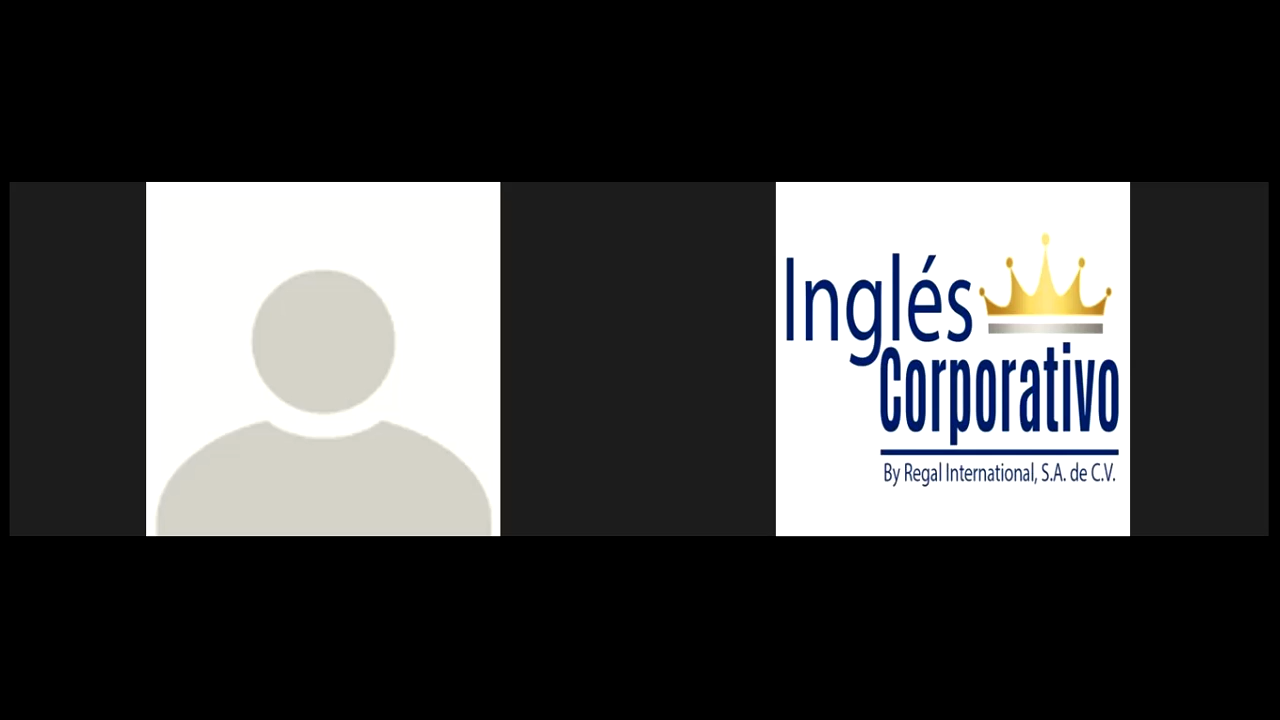 Inglés
Corporativo
By Regal International, S.A. de C.V.